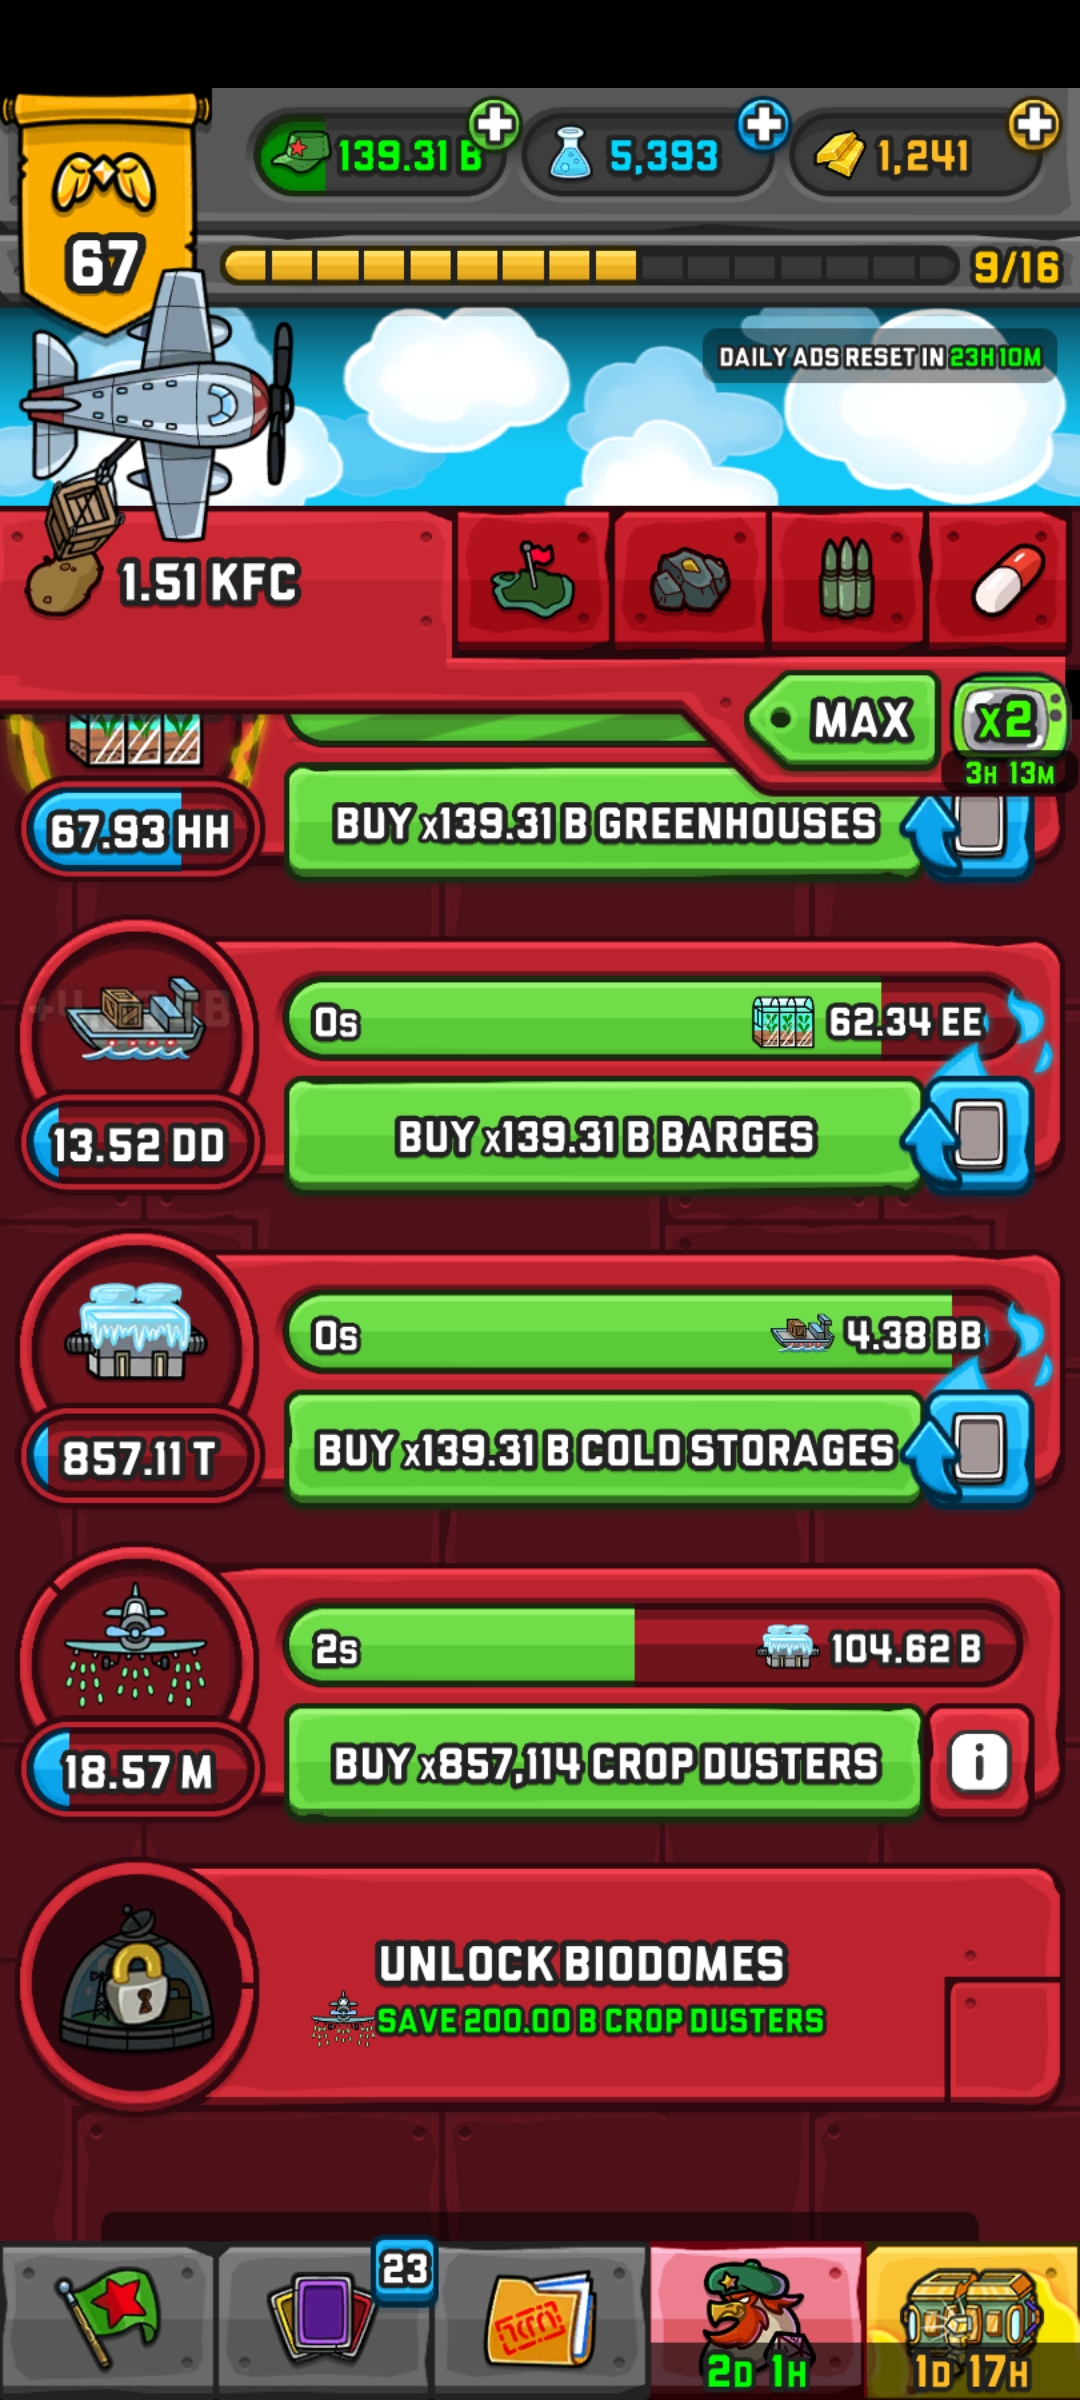 139.31 B
5,393
1,241
67
9/16
DAILY ADS RESET IN 23H 10M
1.51 KFC
MAX
x2
3H 13M
67.93 HH
BUY x139.31 B GREENHOUSES
0s
62.34 EE
13.52 DD
BUY x139.31 B BARGES
0s
4.38 BB
857.11 T
BUY x139.31 B COLD STORAGES
2s
104.62 B
18.57 M
BUY x857,114 CROP DUSTERS
i
UNLOCK BIODOMES
SAVE 200.00 B CROP DUSTERS
23
2D 1H
1D 17H